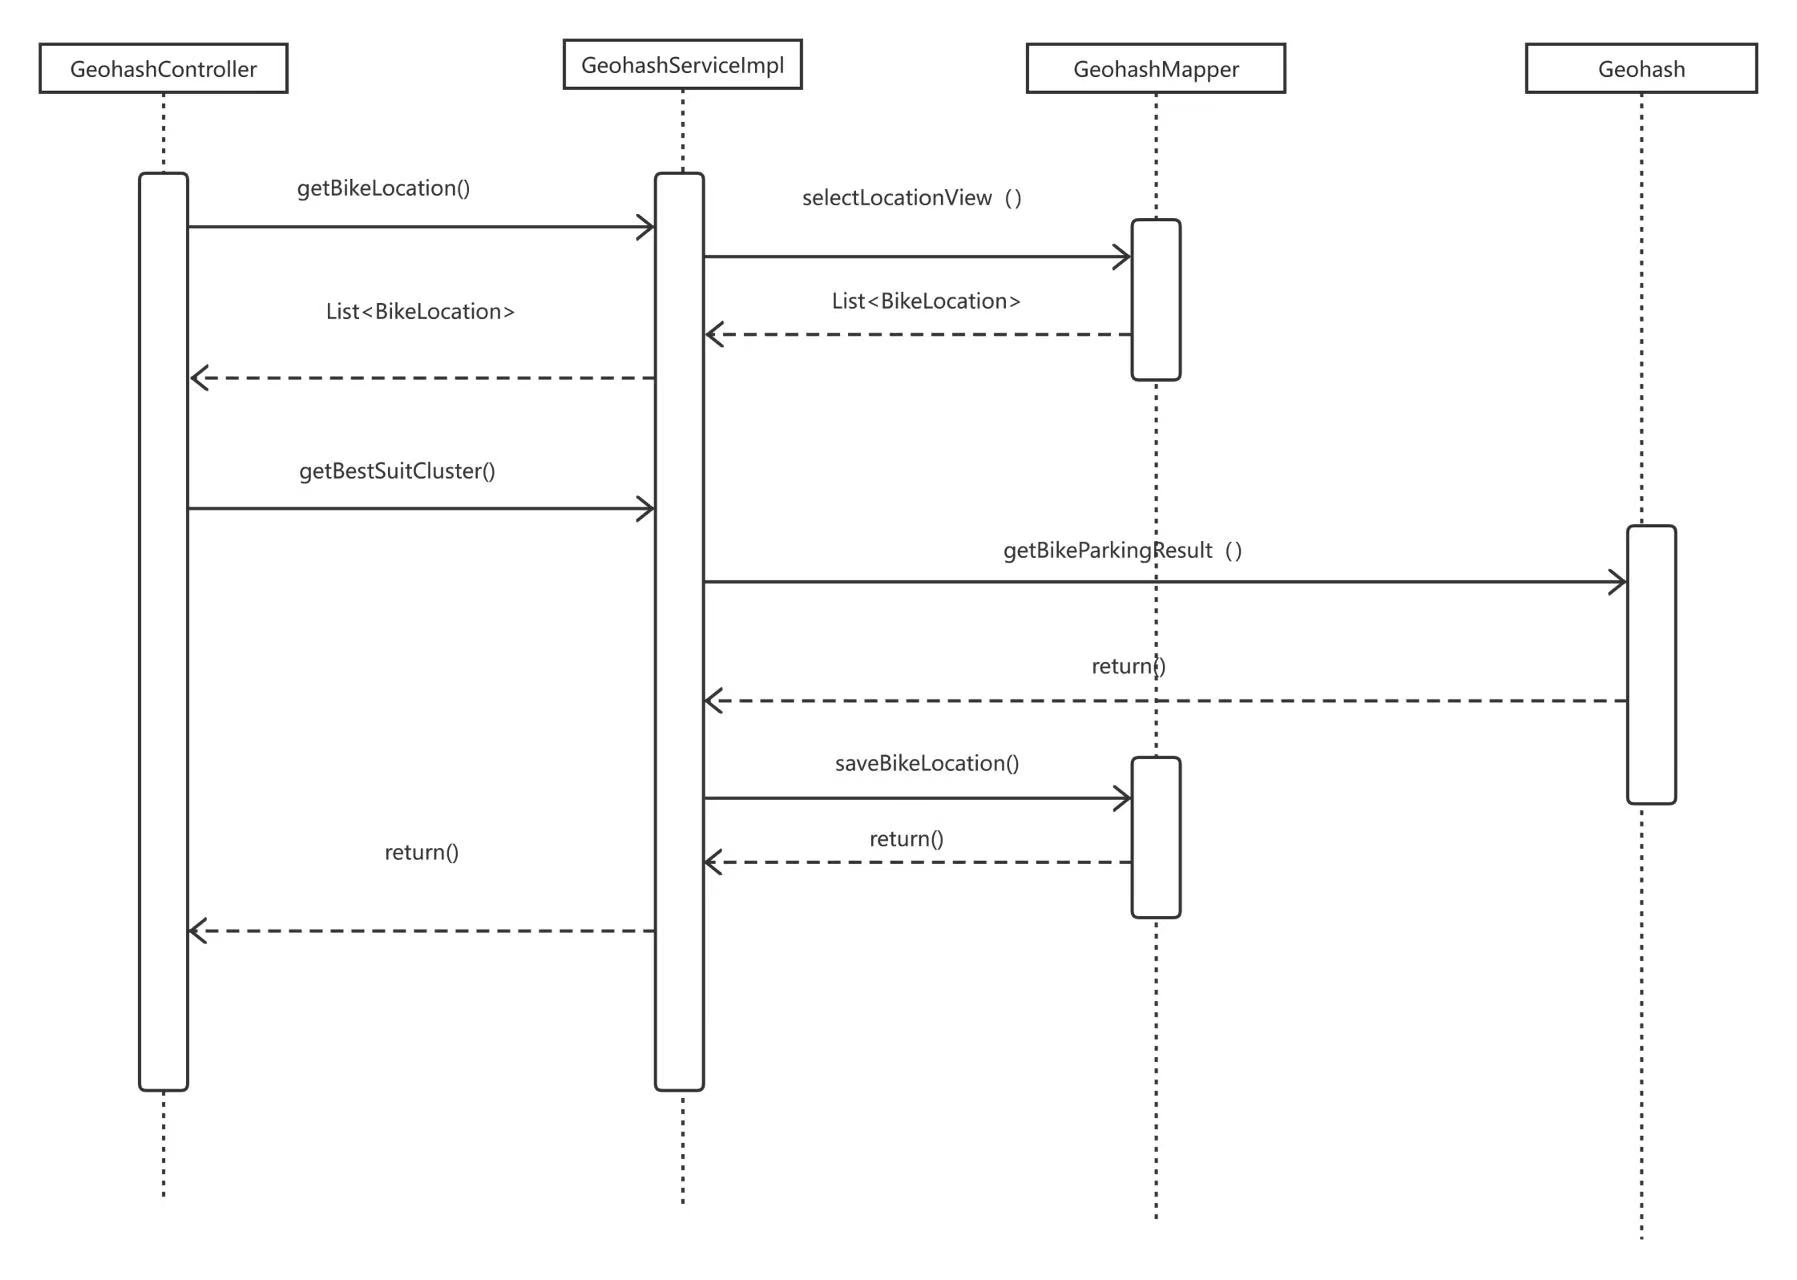 GeohashController
GeohashServiceImpl
GeohashMapper
Geohash
getBikeLocation()
selectLocationView ()
List<BikeLocation>
List<BikeLocation>
getBestSuitCluster()
getBikeParkingResult ()
return()
saveBikeLocation()
return()
return()